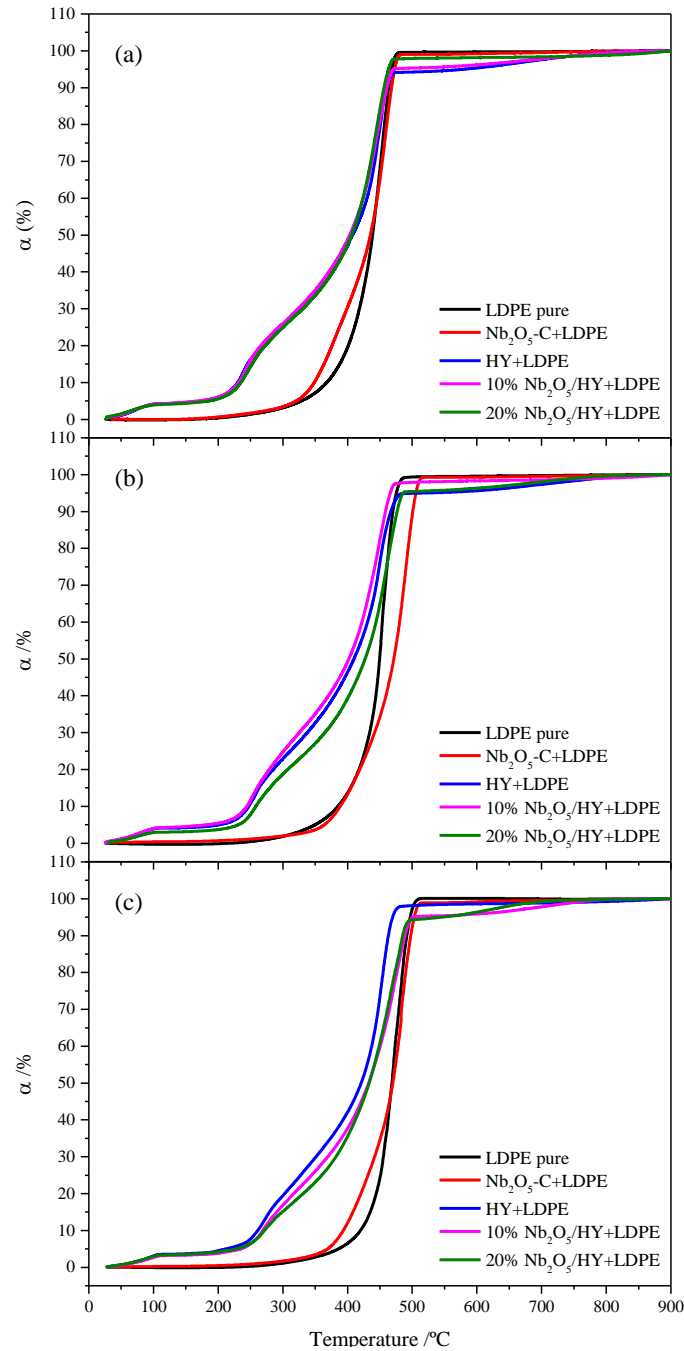 110
100
90
80
70
60
50
40
30
20
10
0
α (%)
(a)
LDPE pure
Nb₂O₅-C+LDPE
HY+LDPE
10% Nb₂O₅/HY+LDPE
20% Nb₂O₅/HY+LDPE
110
100
90
80
70
60
50
40
30
20
10
0
α /%
(b)
LDPE pure
Nb₂O₅-C+LDPE
HY+LDPE
10% Nb₂O₅/HY+LDPE
20% Nb₂O₅/HY+LDPE
110
100
90
80
70
60
50
40
30
20
10
0
α /%
(c)
LDPE pure
Nb₂O₅-C+LDPE
HY+LDPE
10% Nb₂O₅/HY+LDPE
20% Nb₂O₅/HY+LDPE
0 100 200 300 400 500 600 700 800 900
Temperature /ºC